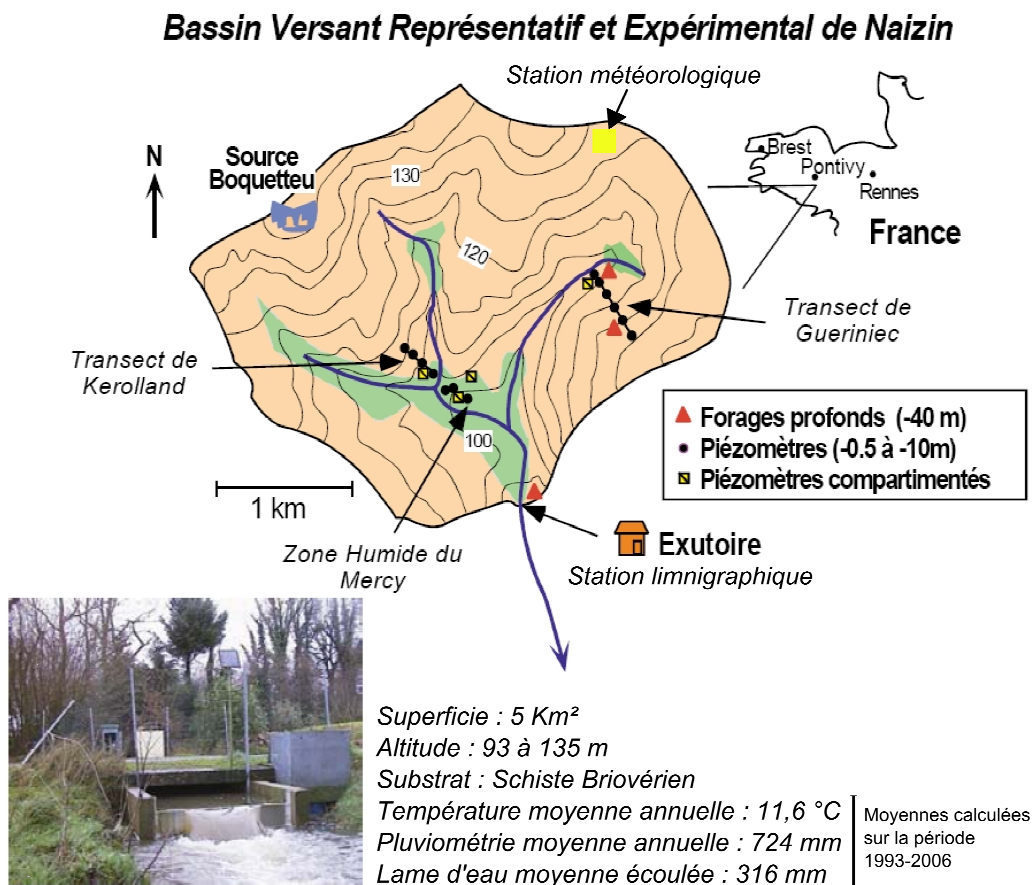 Bassin Versant Représentatif et Expérimental de Naizin
Station météorologique
N
Source
Boquetteu
130
120
100
Brest
Pontivy
Rennes
France
Transect de
Gueriniec
Transect de
Kerolland
Forages profonds (-40 m)
Piézomètres (-0.5 à -10m)
Piézomètres compartimentés
1 km
Zone Humide du
Mercy
Exutoire
Station limnigraphique
Superficie : 5 Km²
Altitude : 93 à 135 m
Substrat : Schiste Briovérien
Température moyenne annuelle : 11,6 °C
Pluviométrie moyenne annuelle : 724 mm
Lame d'eau moyenne écoulée : 316 mm
Moyennes calculées
sur la période
1993-2006